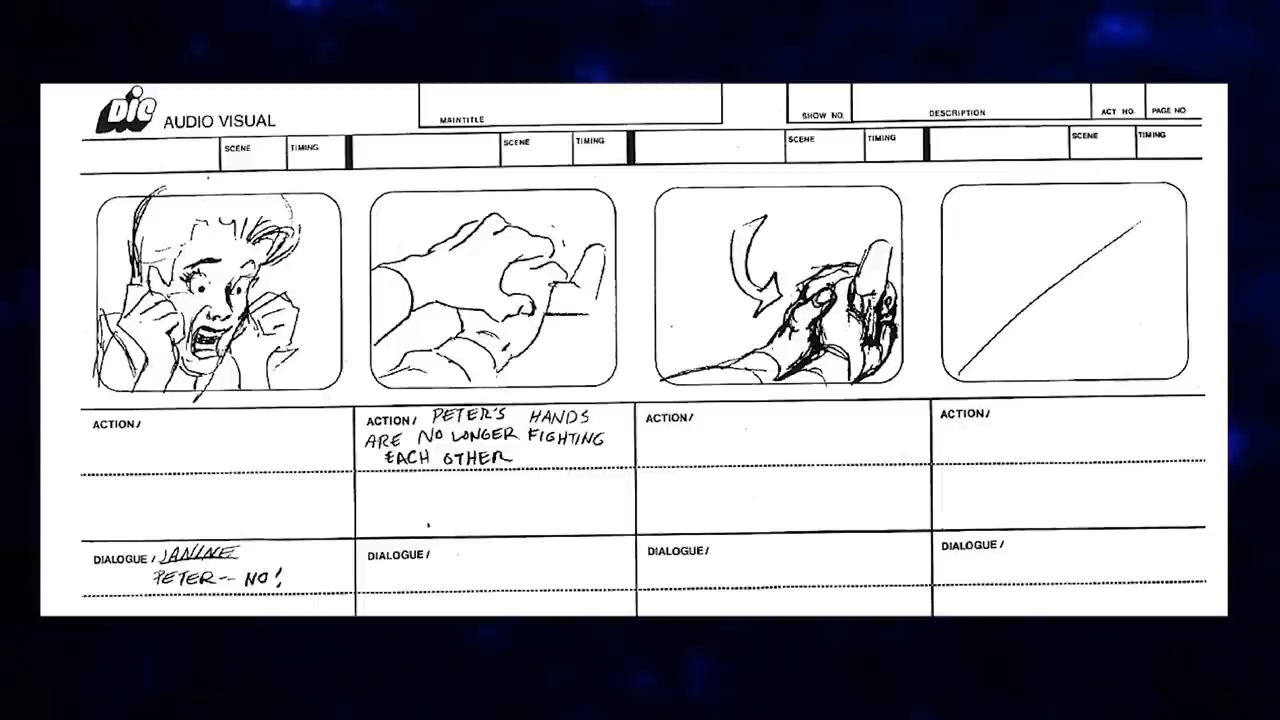 DiC AUDIO VISUAL
MAINTITLE
SHOW NO.
DESCRIPTION
ACT NO.
PAGE NO.
SCENE
TIMING
SCENE
TIMING
SCENE
TIMING
SCENE
TIMING
ACTION/
ACTION/ PETER'S HANDS
ARE NO LONGER FIGHTING
EACH OTHER
ACTION/
ACTION/
DIALOGUE/ JANINE
PETER-- NO!
DIALOGUE/
DIALOGUE/
DIALOGUE/